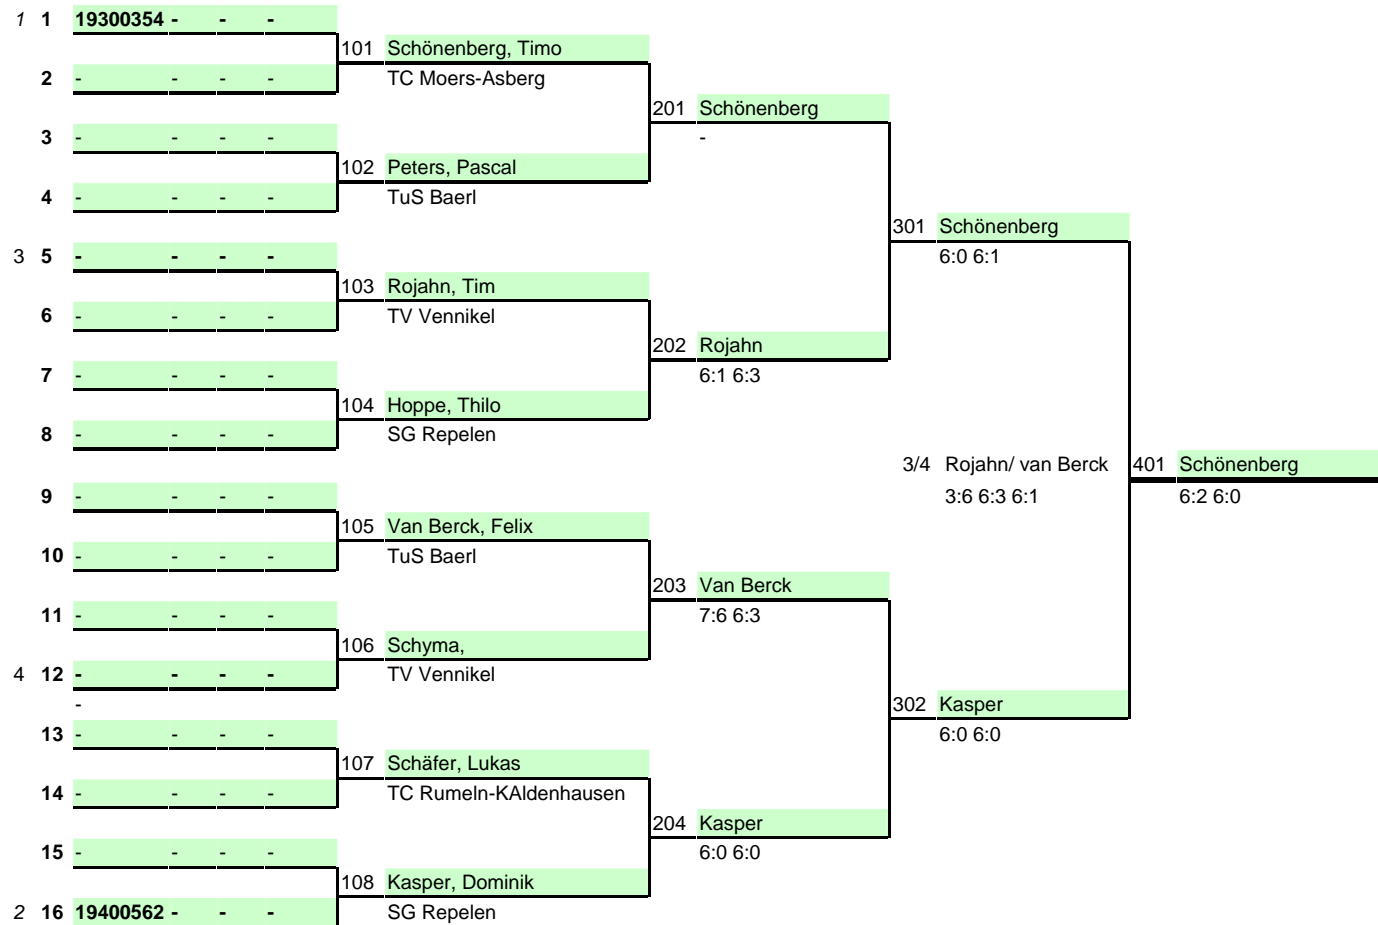 1 1 19300354 - - -
101 Schönenberg, Timo
2 - - - -
TC Moers-Asberg
201 Schönenberg
3 - - - -
-
102 Peters, Pascal
4 - - - -
TuS Baerl
301 Schönenberg
3 5 - - - -
6:0 6:1
103 Rojahn, Tim
6 - - - -
TV Vennikel
202 Rojahn
7 - - - -
6:1 6:3
104 Hoppe, Thilo
8 - - - -
SG Repelen
3/4 Rojahn/ van Berck
401 Schönenberg
9 - - - -
3:6 6:3 6:1
6:2 6:0
105 Van Berck, Felix
10 - - - -
TuS Baerl
203 Van Berck
11 - - - -
7:6 6:3
106 Schyma,
4 12 - - - -
TV Vennikel
-
302 Kasper
13 - - - -
6:0 6:0
107 Schäfer, Lukas
14 - - - -
TC Rumeln-KAldenhausen
204 Kasper
15 - - - -
6:0 6:0
108 Kasper, Dominik
2 16 19400562 - - -
SG Repelen